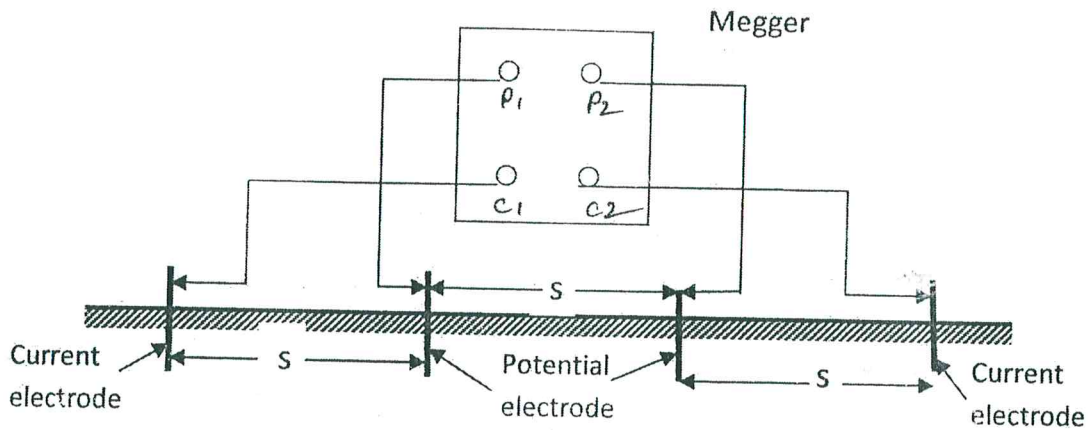 Megger
P1 P2
C1 C2
S
S
S
Current
electrode
Potential
electrode
Current
electrode